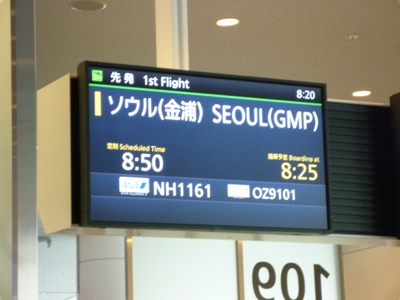 先発 1st Flight 8:20
ソウル(金浦) SEOUL(GMP)
定刻 Scheduled Time
8:50
搭乗予定 Boarding at
8:25
ANA NH1161 OZ9101
109